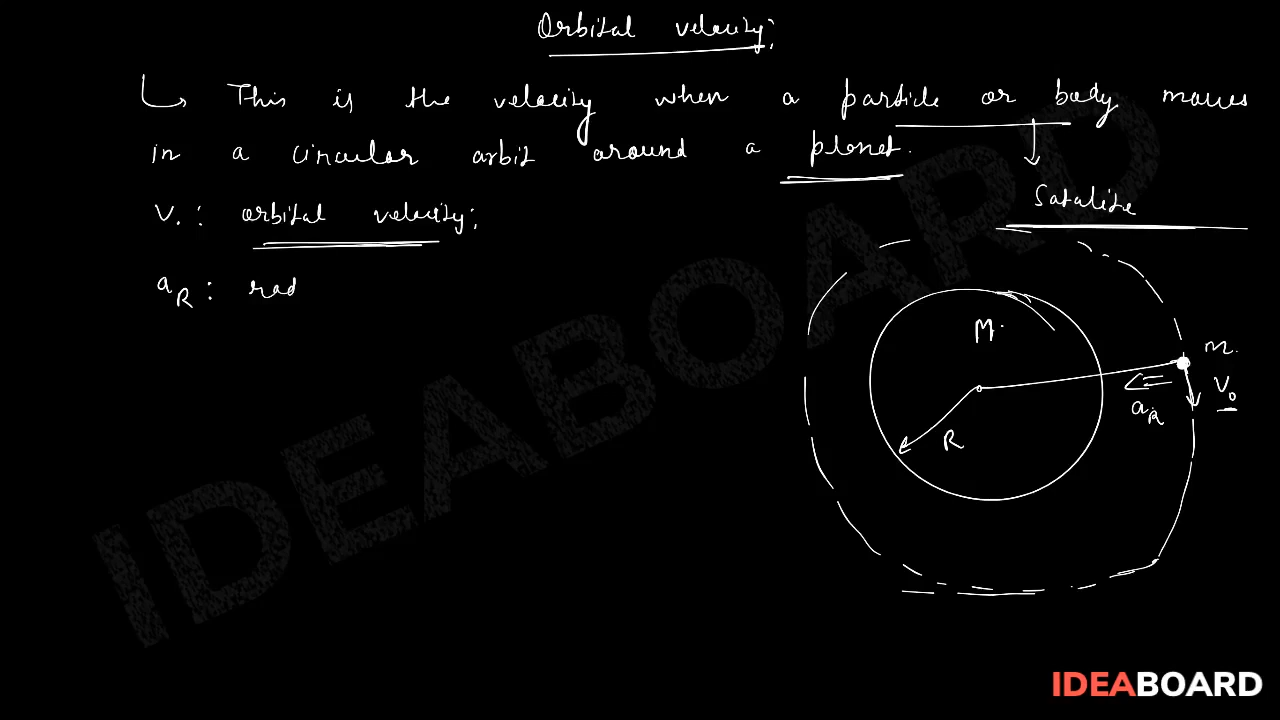 Orbital velocity:
This is the velocity when a particle or body moves
in a circular orbit around a planet.
Satalite
V.: orbital velocity:
aR: rad
M.
m.
V0
aR
R
IDEABOARD
IDEABOARD